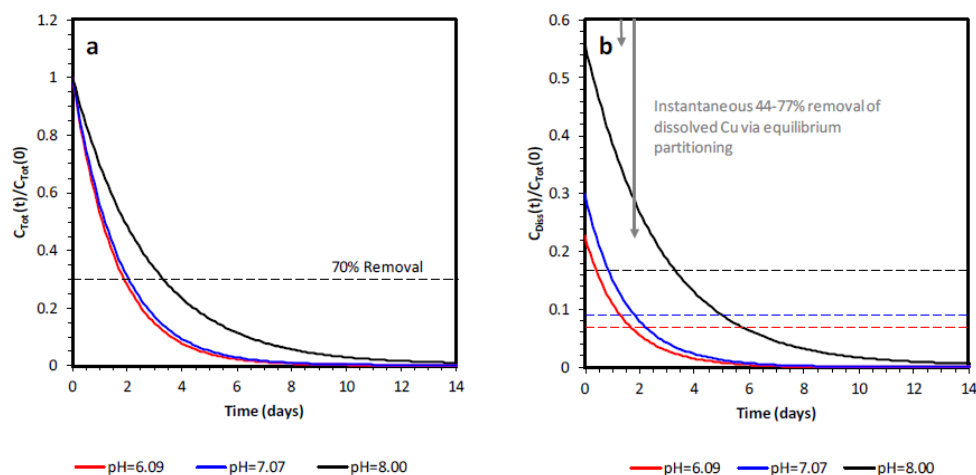 a
C_Tot(t)/C_Tot(0)
1.2
1
0.8
0.6
0.4
0.2
0
70% Removal
0 2 4 6 8 10 12 14
Time (days)
pH=6.09 pH=7.07 pH=8.00
b
C_Diss(t)/C_Tot(0)
0.6
0.5
0.4
0.3
0.2
0.1
0
Instantaneous 44-77% removal of
dissolved Cu via equilibrium
partitioning
0 2 4 6 8 10 12 14
Time (days)
pH=6.09 pH=7.07 pH=8.00